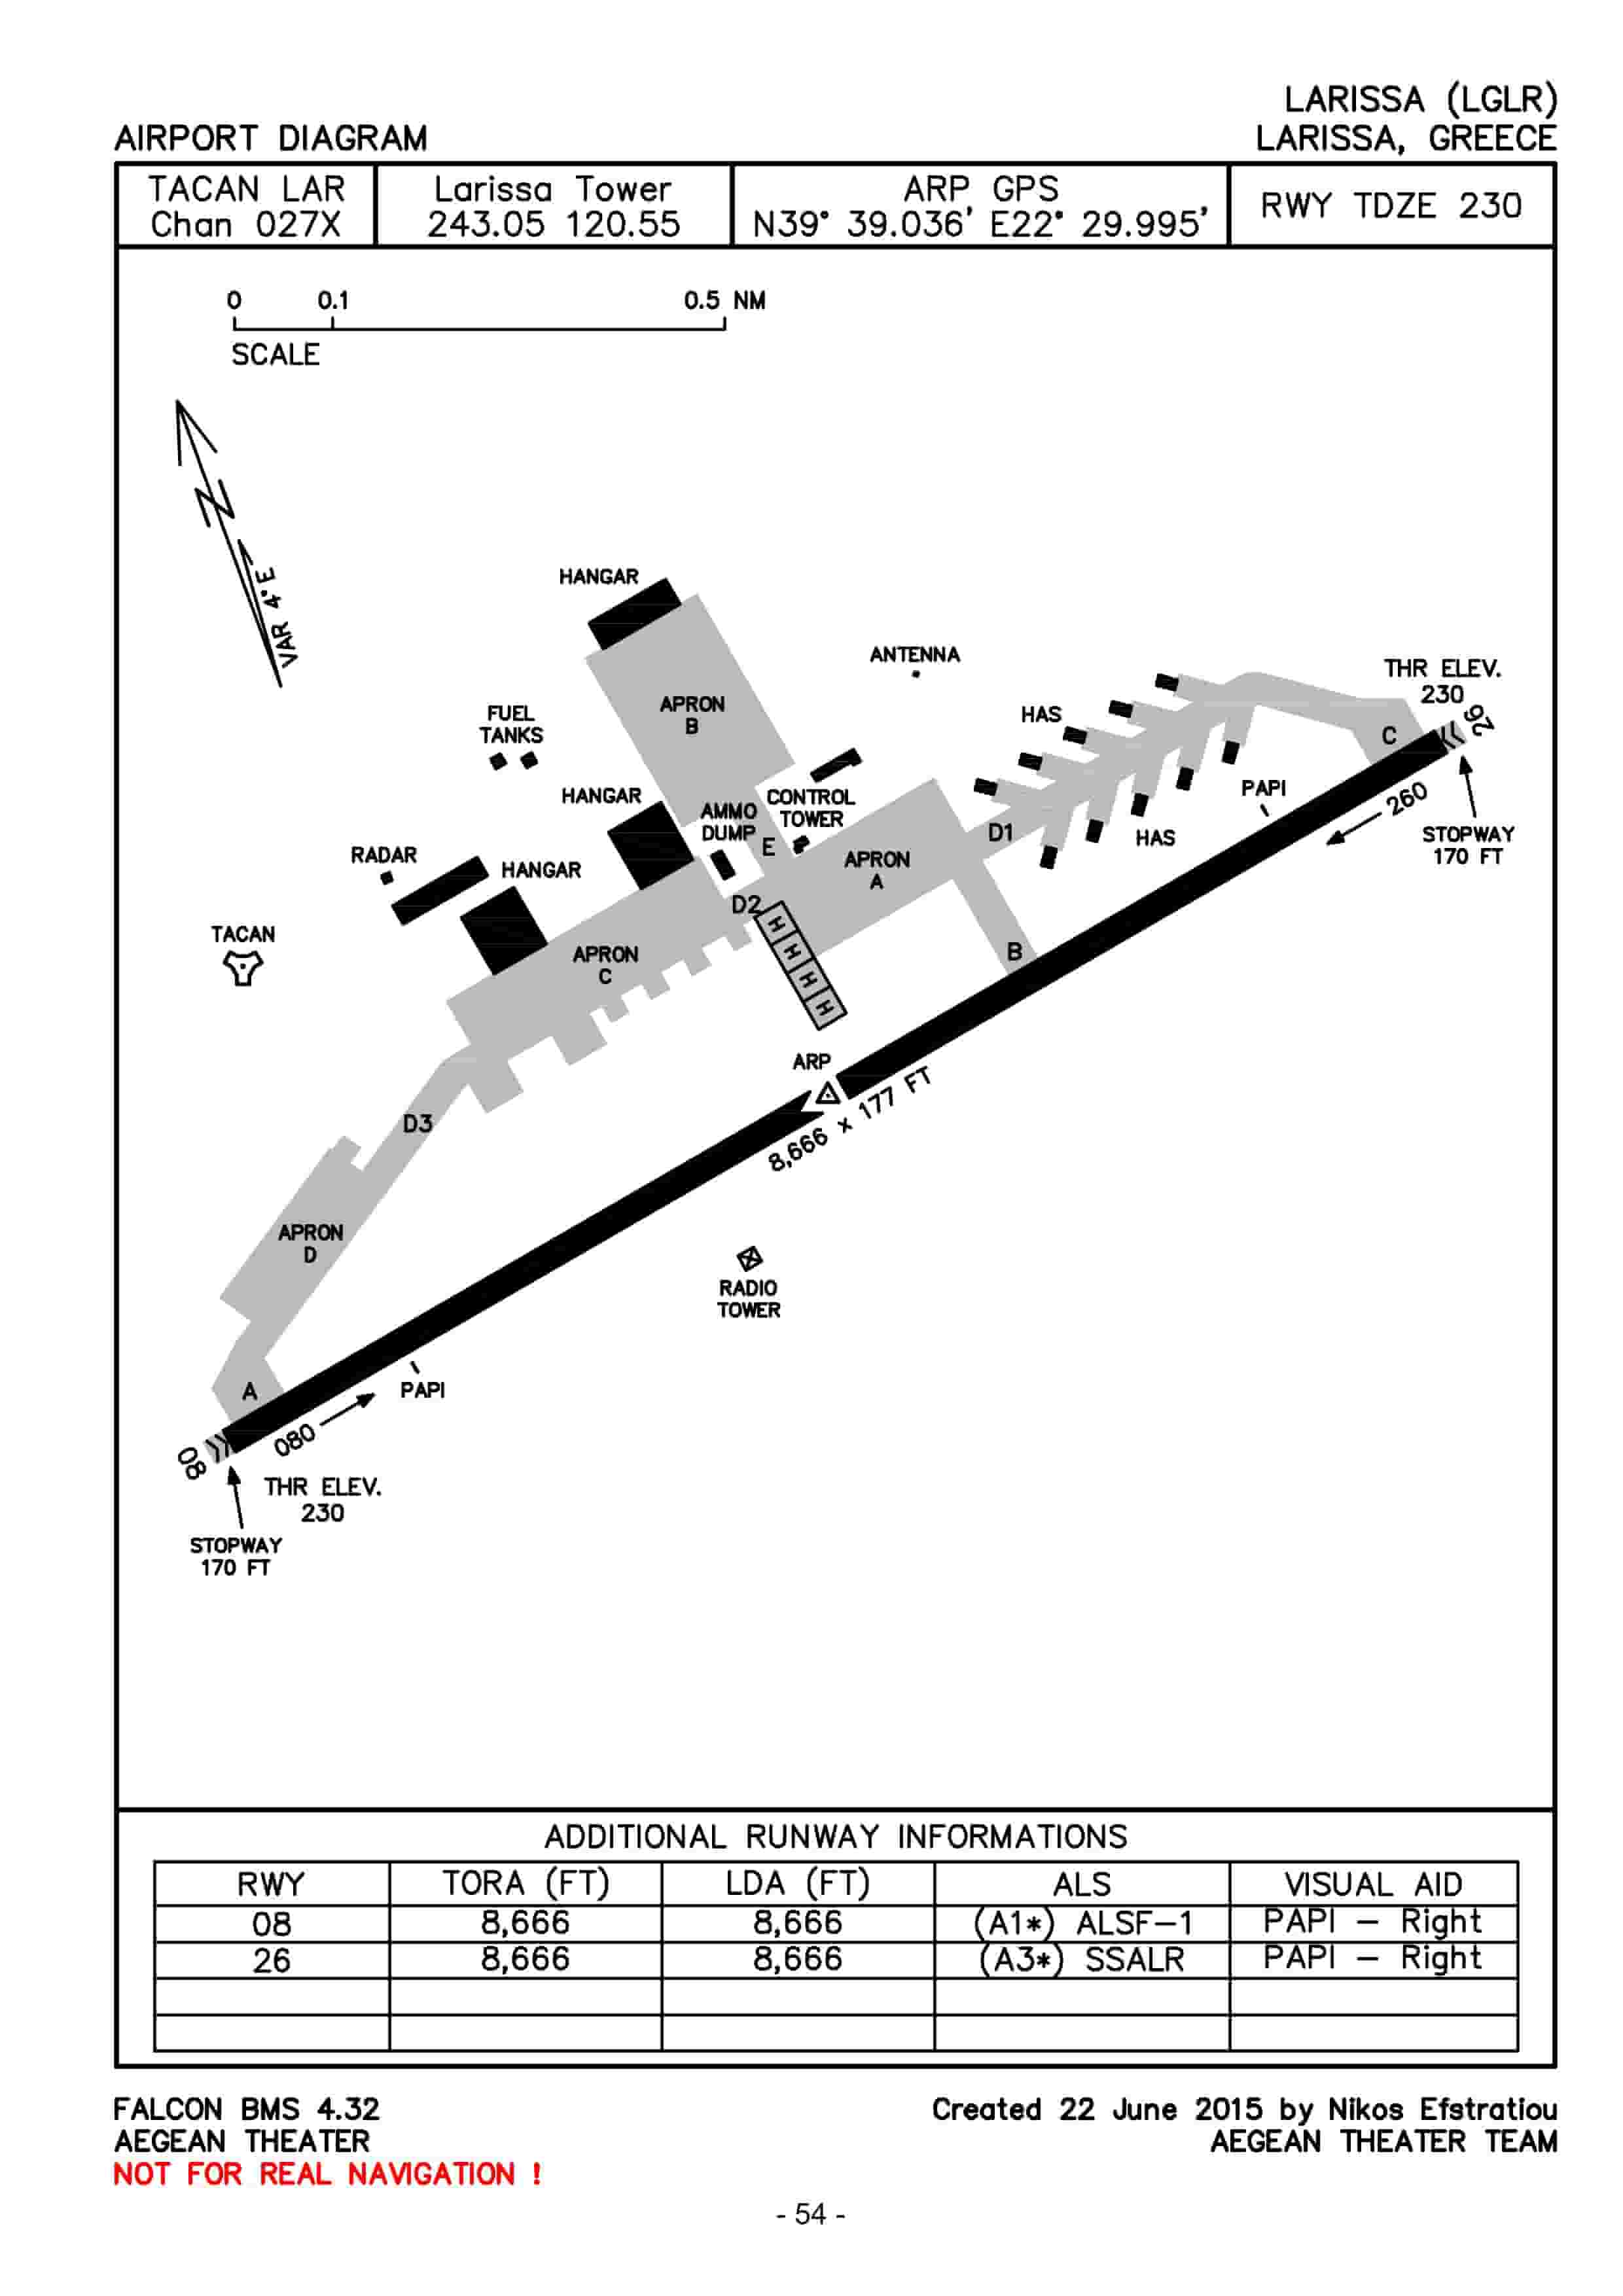 LARISSA (LGLR)
AIRPORT DIAGRAM
LARISSA, GREECE
TACAN LAR
Chan 027X
Larissa Tower
243.05 120.55
ARP GPS
N39° 39.036' E22° 29.995'
RWY TDZE 230
0 0.1 0.5 NM
SCALE
N
VAR 4°E
HANGAR
ANTENNA
APRON
B
FUEL
TANKS
HAS
THR ELEV.
230
26
C
PAPI
260
STOPWAY
170 FT
HANGAR
AMMO
DUMP
CONTROL
TOWER
E
D1
HAS
RADAR
HANGAR
APRON
A
D2
H
H
H
H
TACAN
APRON
C
B
ARP
8,666 x 177 FT
D3
APRON
D
RADIO
TOWER
A
PAPI
080
08
THR ELEV.
230
STOPWAY
170 FT
ADDITIONAL RUNWAY INFORMATIONS
RWY TORA (FT) LDA (FT) ALS VISUAL AID
08 8,666 8,666 (A1*) ALSF-1 PAPI - Right
26 8,666 8,666 (A3*) SSALR PAPI - Right
FALCON BMS 4.32
AEGEAN THEATER
NOT FOR REAL NAVIGATION !
Created 22 June 2015 by Nikos Efstratiou
AEGEAN THEATER TEAM
- 54 -